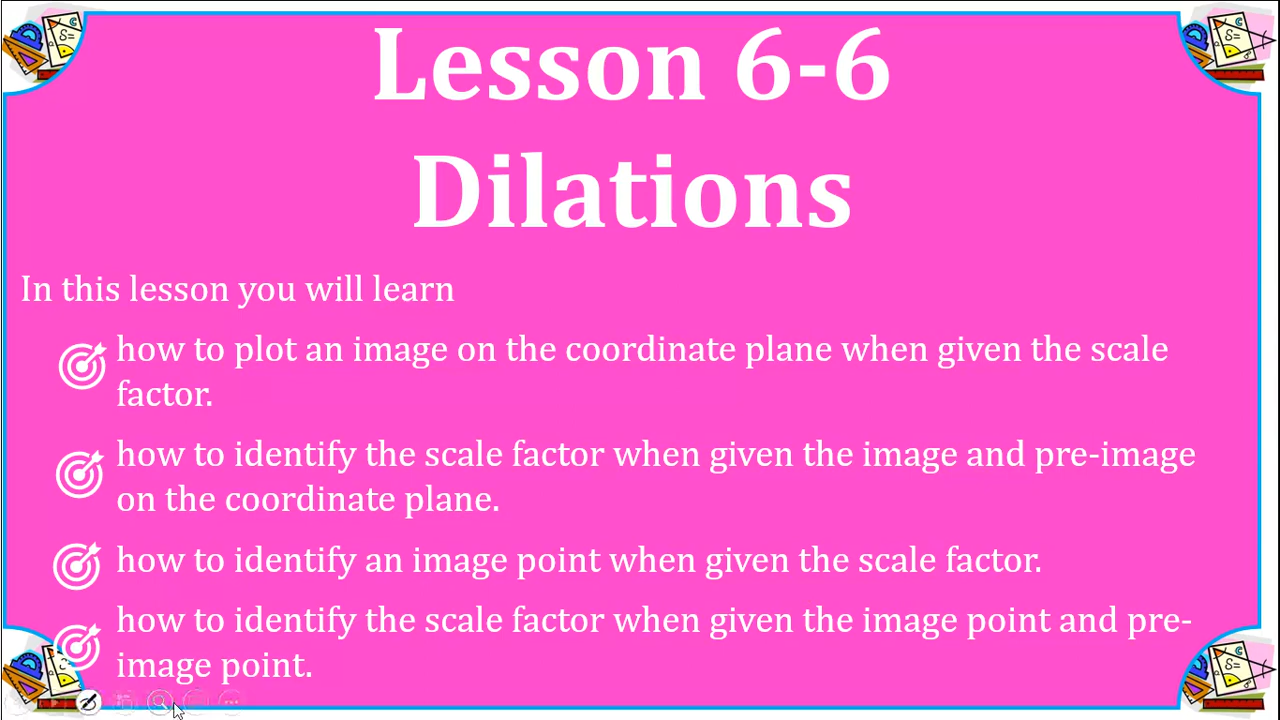 Lesson 6-6
Dilations
In this lesson you will learn
how to plot an image on the coordinate plane when given the scale
factor.
how to identify the scale factor when given the image and pre-image
on the coordinate plane.
how to identify an image point when given the scale factor.
how to identify the scale factor when given the image point and pre-
image point.